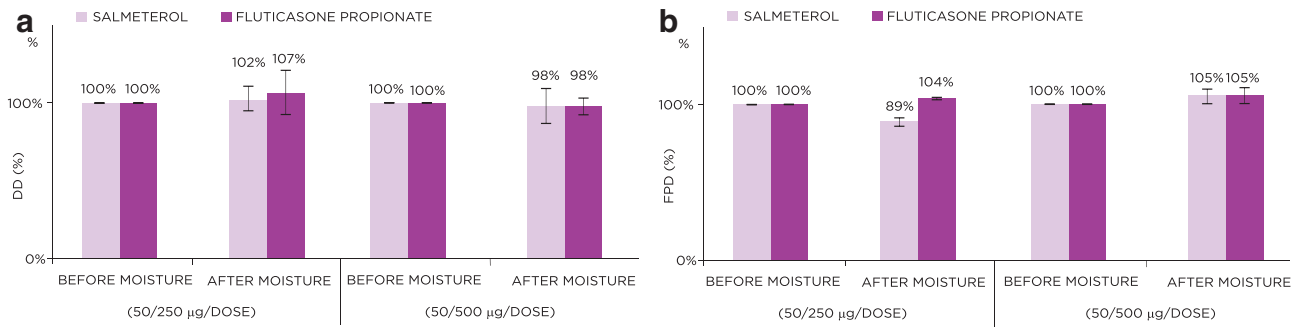 a
SALMETEROL FLUTICASONE PROPIONATE
%
100% 100% 102% 107% 100% 100% 98% 98%
100%
DD (%)
0%
BEFORE MOISTURE AFTER MOISTURE BEFORE MOISTURE AFTER MOISTURE
(50/250 µg/DOSE) (50/500 µg/DOSE)
b
SALMETEROL FLUTICASONE PROPIONATE
%
100% 100% 89% 104% 100% 100% 105% 105%
100%
FPD (%)
0%
BEFORE MOISTURE AFTER MOISTURE BEFORE MOISTURE AFTER MOISTURE
(50/250 µg/DOSE) (50/500 µg/DOSE)